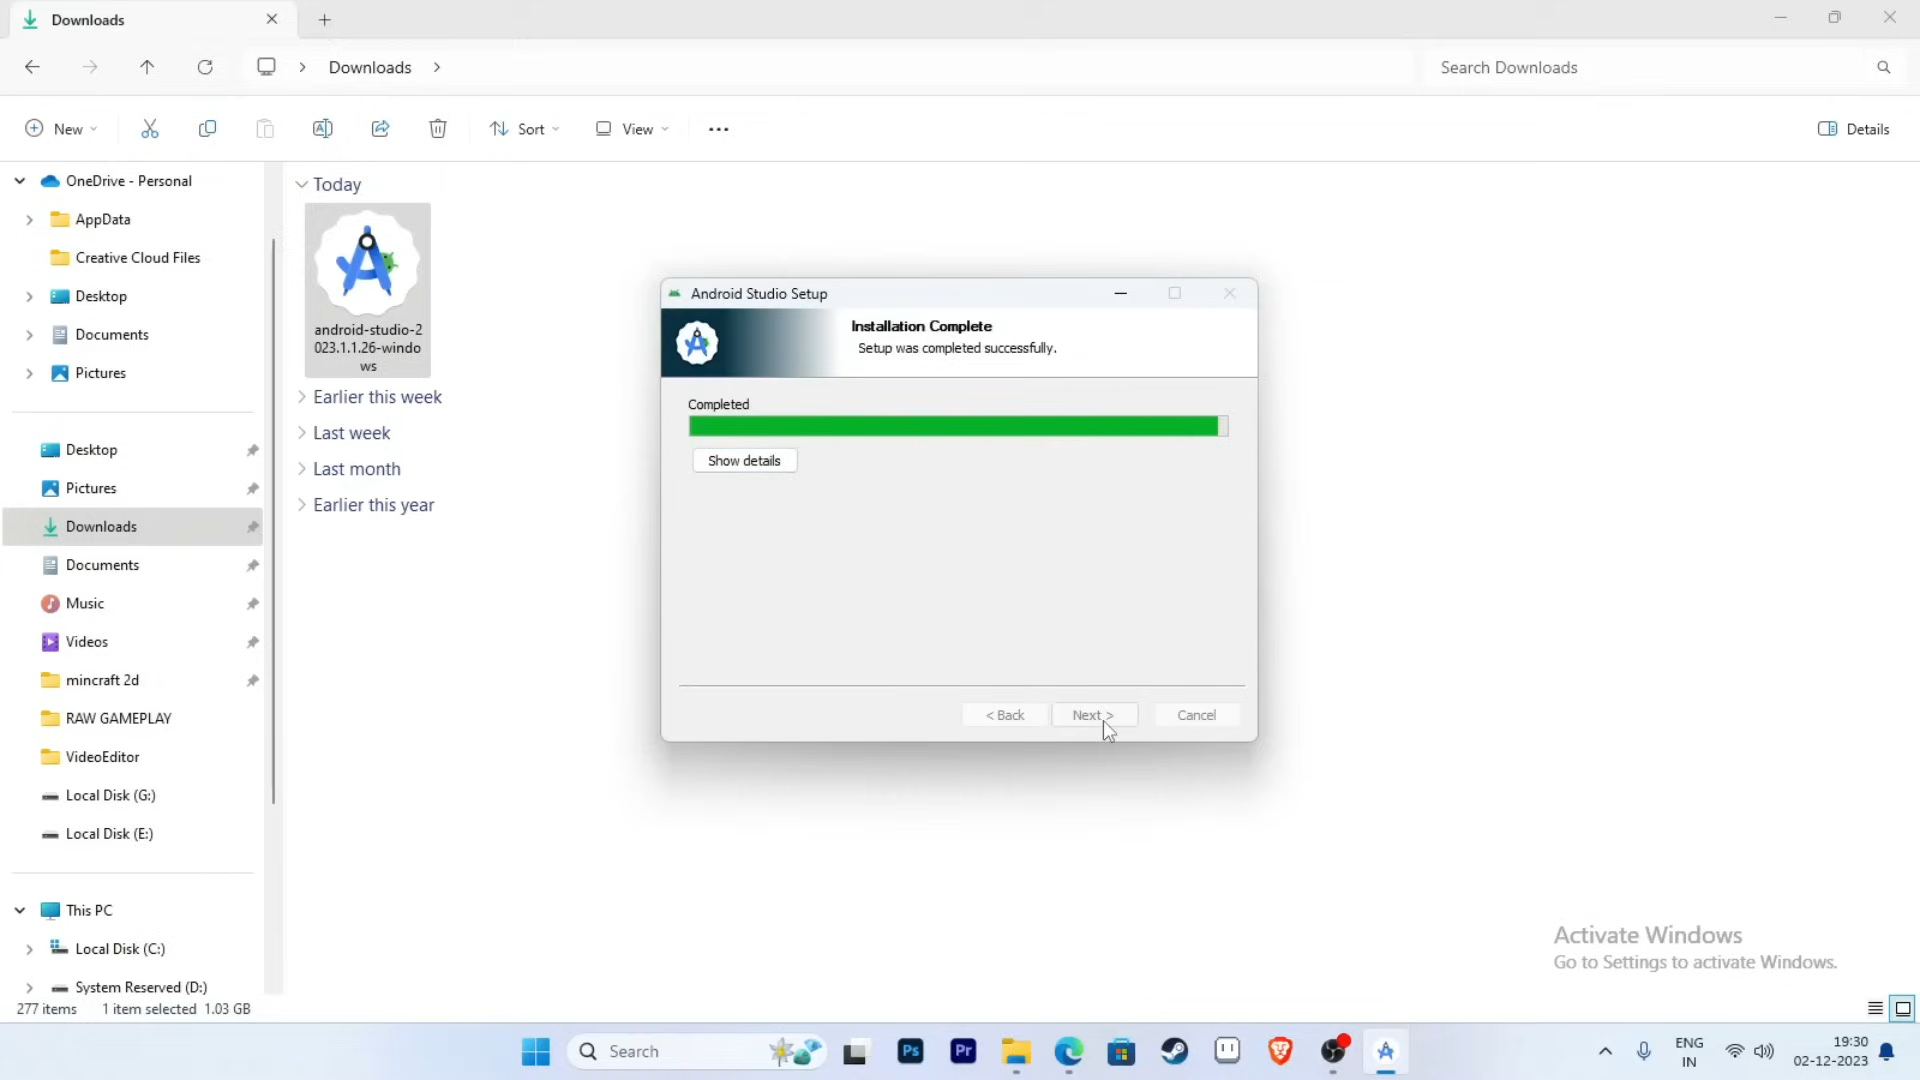 Downloads
Downloads
Search Downloads
New
Sort
View
Details
OneDrive - Personal
AppData
Creative Cloud Files
Desktop
Documents
Pictures
Desktop
Pictures
Downloads
Documents
Music
Videos
mincraft 2d
RAW GAMEPLAY
VideoEditor
Local Disk (G:)
Local Disk (E:)
This PC
Local Disk (C:)
System Reserved (D:)
Today
android-studio-2
023.1.1.26-windo
ws
Earlier this week
Last week
Last month
Earlier this year
Android Studio Setup
Installation Complete
Setup was completed successfully.
Completed
Show details
< Back
Next >
Cancel
Activate Windows
Go to Settings to activate Windows.
277 items 1 item selected 1.03 GB
Search
Ps
Pr
ENG
IN
19:30
02-12-2023